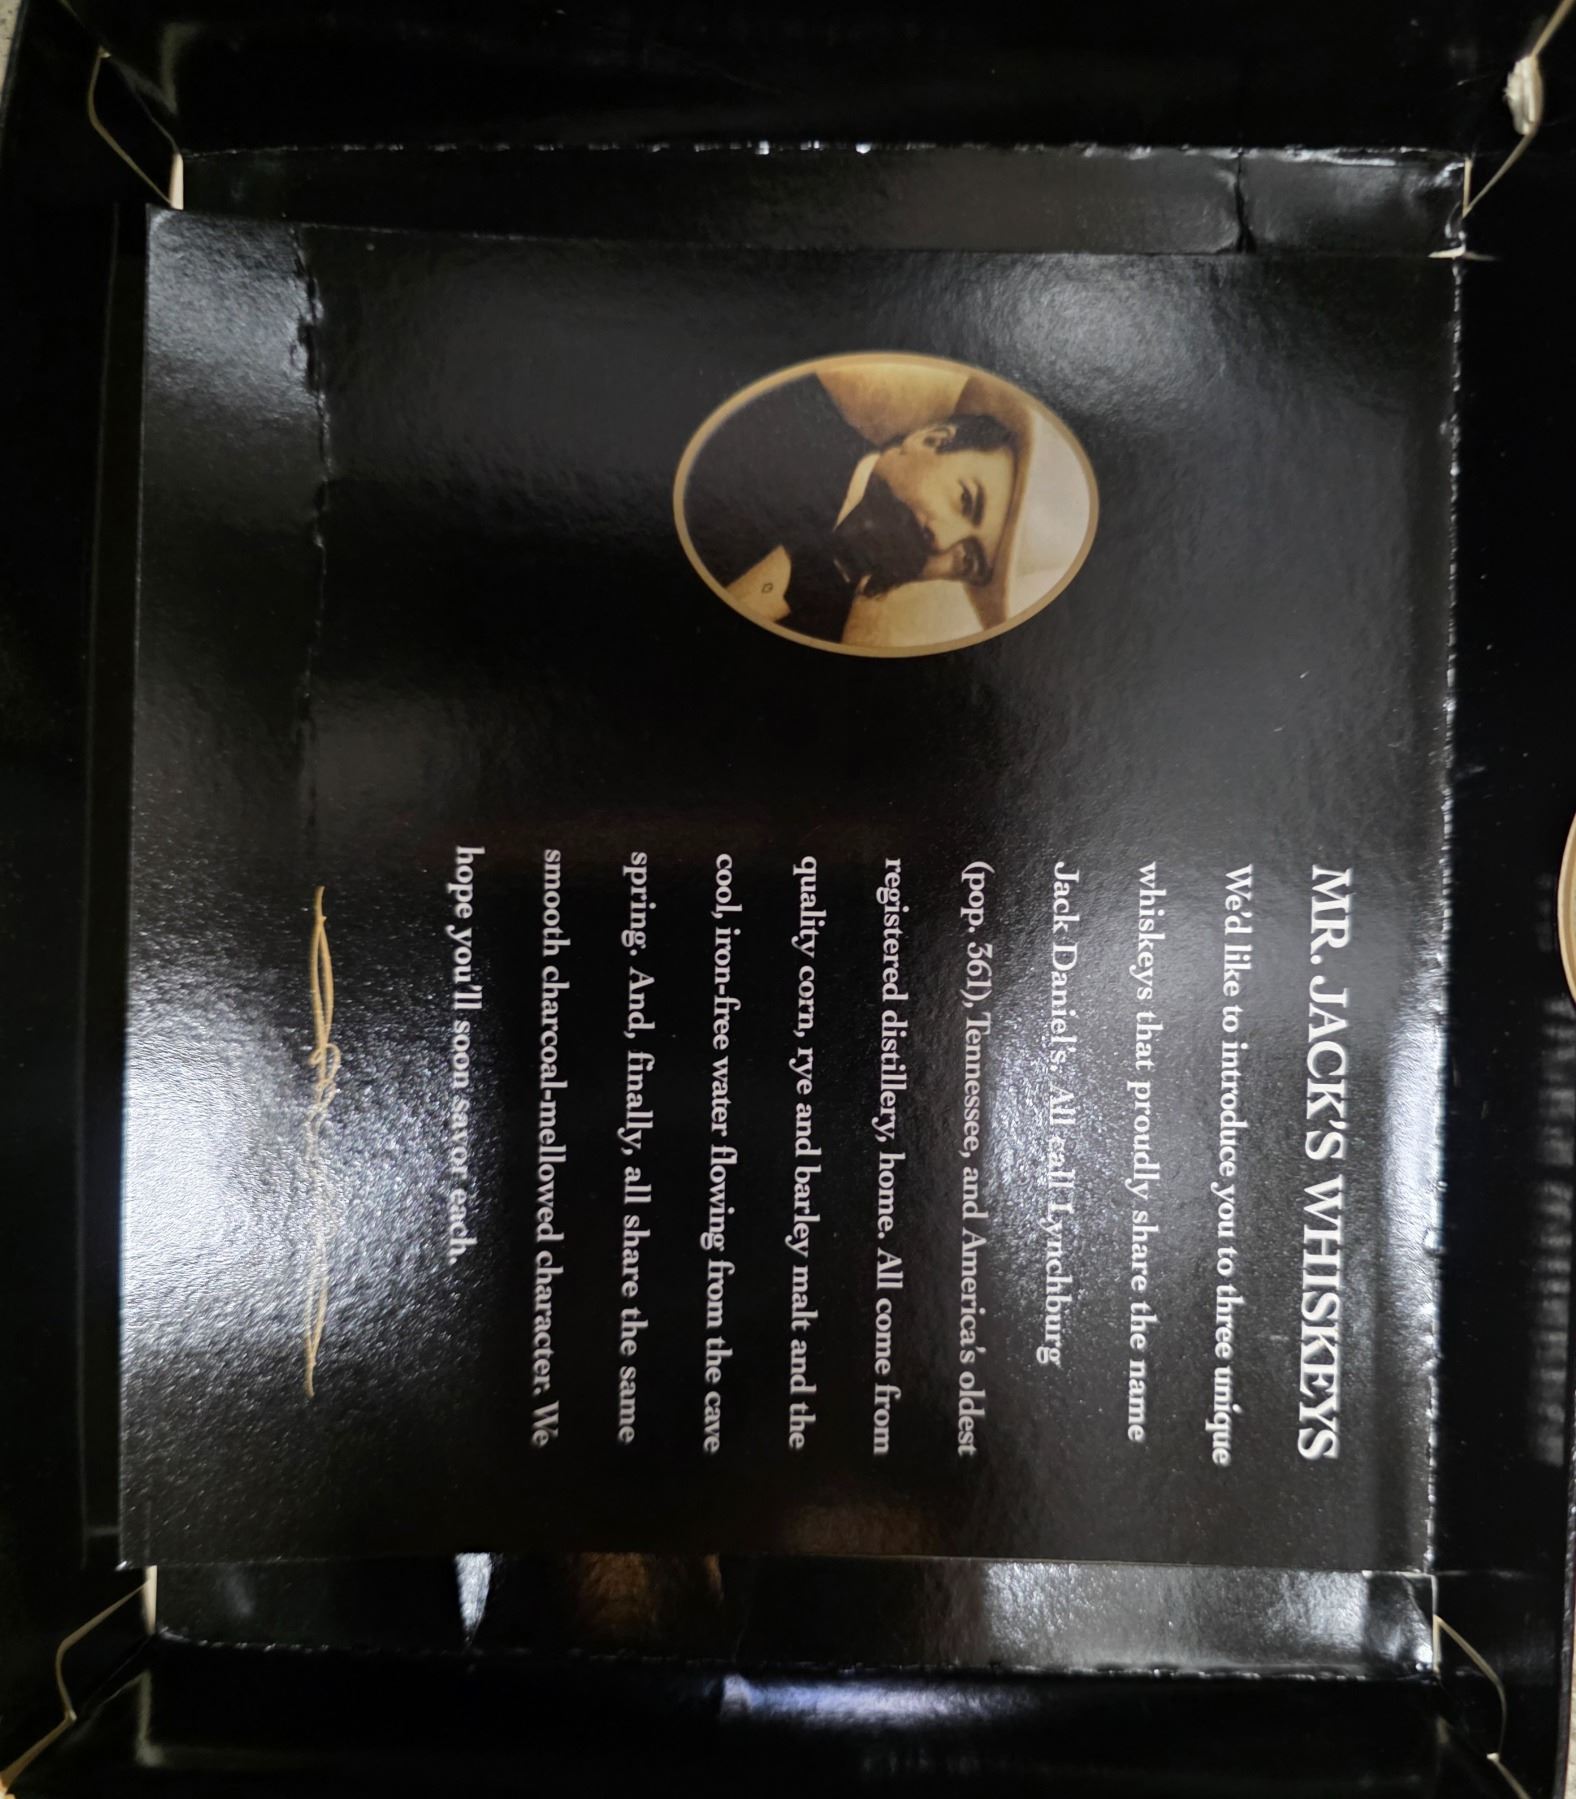 MR. JACK'S WHISKEYS
We'd like to introduce you to three unique
whiskeys that proudly share the name
Jack Daniel's. All call Lynchburg
(pop. 361), Tennessee, and America's oldest
registered distillery, home. All come from
quality corn, rye and barley malt and the
cool, iron-free water flowing from the cave
spring. And, finally, all share the same
smooth charcoal-mellowed character. We
hope you'll soon savor each.